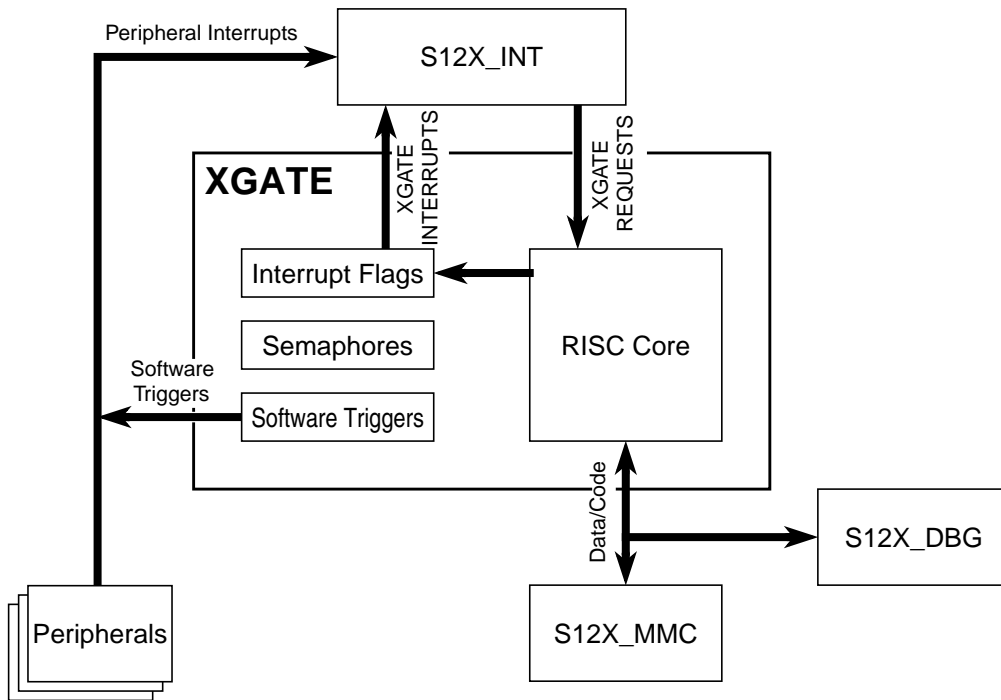 Peripheral Interrupts
S12X_INT
XGATE
INTERRUPTS
XGATE
REQUESTS
XGATE
Interrupt Flags
Semaphores
RISC Core
Software
Triggers
Software Triggers
Data/Code
S12X_DBG
Peripherals
S12X_MMC